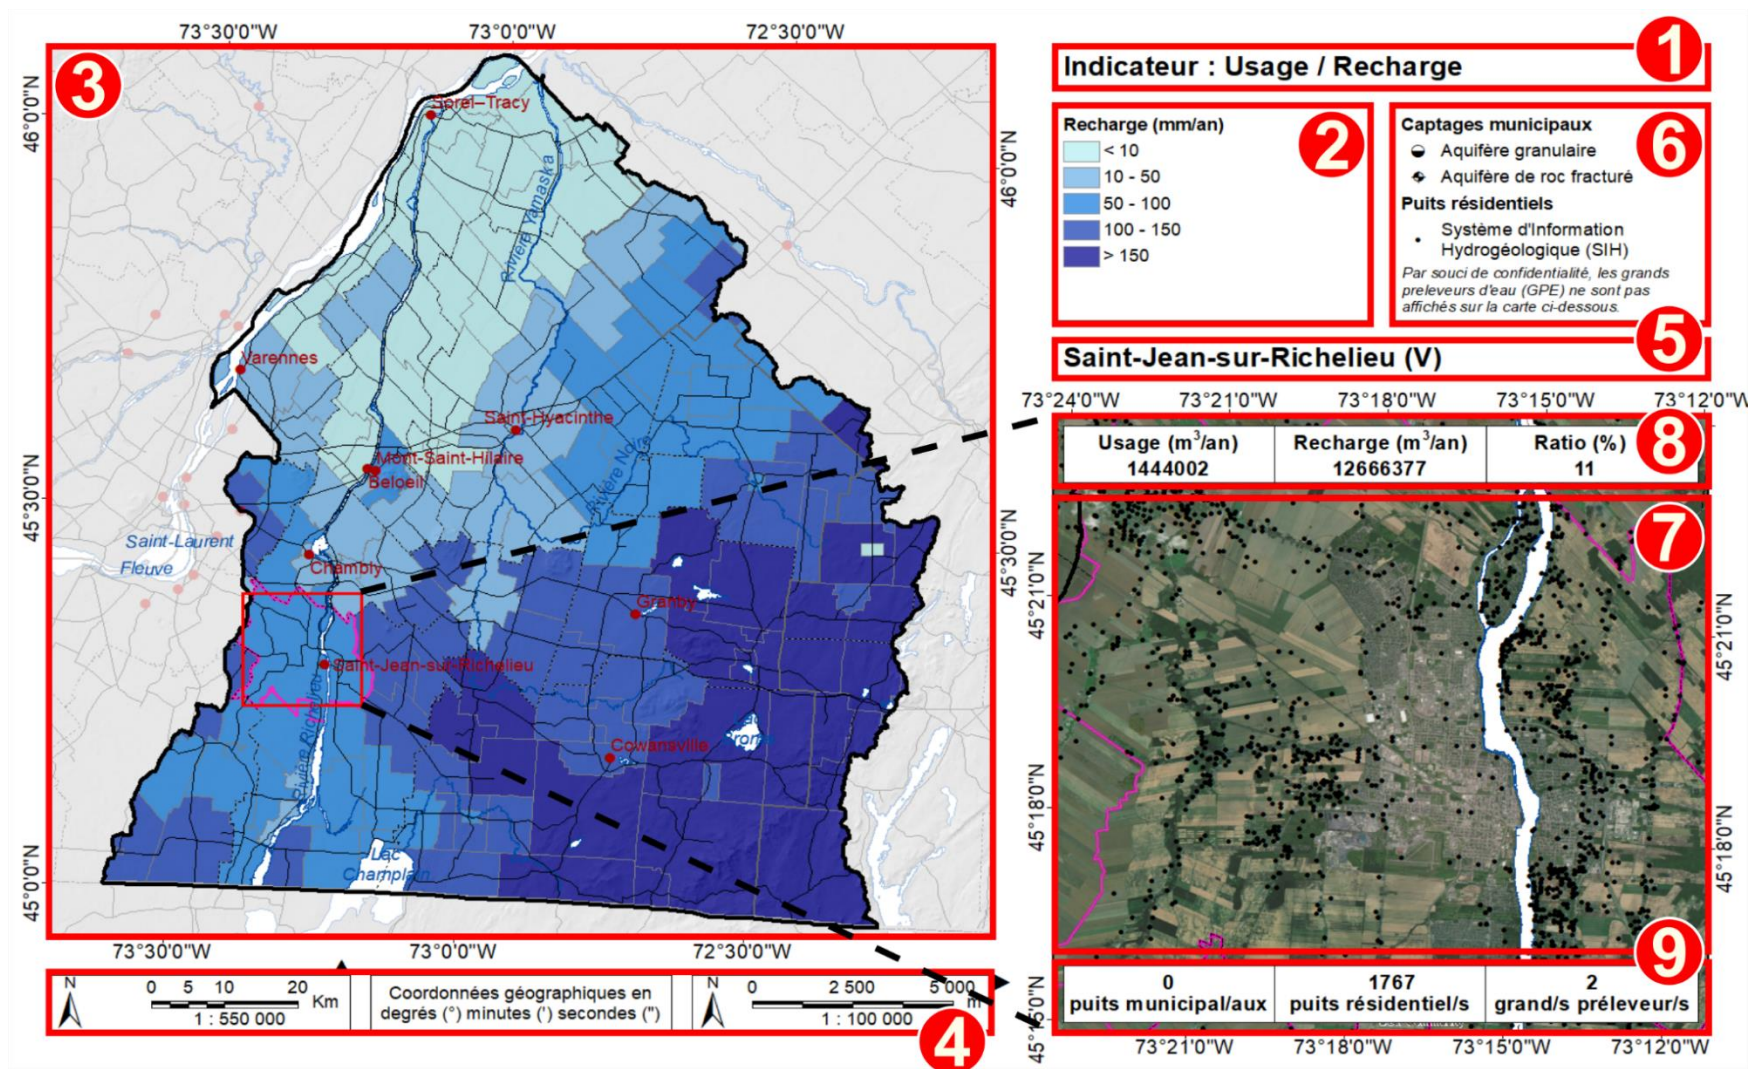 73°30'0"W
73°0'0"W
72°30'0"W
3
46°0'0"N
46°0'0"N
Sorel–Tracy
Rivière Yamaska
Varennes
Saint-Hyacinthe
Mont-Saint-Hilaire
Beloeil
Rivière Noire
45°30'0"N
45°30'0"N
Saint-Laurent
Fleuve
Chambly
Granby
Saint-Jean-sur-Richelieu
Rivière Richelieu
Brome
Cowansville
Lac
Champlain
45°0'0"N
73°30'0"W
73°0'0"W
72°30'0"W
N
0 5 10 20
Km
1 : 550 000
Coordonnées géographiques en
degrés (°) minutes (') secondes (")
N
0 2 500 5 000
m
1 : 100 000
4
Indicateur : Usage / Recharge
1
Recharge (mm/an)
< 10
10 - 50
50 - 100
100 - 150
> 150
2
Captages municipaux
Aquifère granulaire
Aquifère de roc fracturé
Puits résidentiels
Système d'Information
Hydrogéologique (SIH)
Par souci de confidentialité, les grands
preleveurs d'eau (GPE) ne sont pas
affichés sur la carte ci-dessous.
6
Saint-Jean-sur-Richelieu (V)
5
73°24'0"W
73°21'0"W
73°18'0"W
73°15'0"W
73°12'0"W
Usage (m³/an)
Recharge (m³/an)
Ratio (%)
1444002
12666377
11
8
7
45°21'0"N
45°21'0"N
45°18'0"N
45°18'0"N
45°15'0"N
9
0
puits municipal/aux
1767
puits résidentiel/s
2
grand/s préleveur/s
73°21'0"W
73°18'0"W
73°15'0"W
73°12'0"W